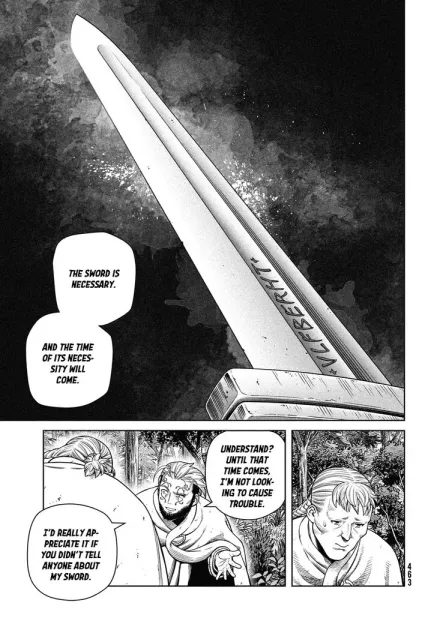 THE SWORD IS
NECESSARY.
AND THE TIME
OF ITS NECES-
SITY WILL
COME.
+VLFBERHT+
UNDERSTAND?
UNTIL THAT
TIME COMES,
I'M NOT LOOK-
ING TO CAUSE
TROUBLE.
I'D REALLY AP-
PRECIATE IT IF
YOU DIDN'T TELL
ANYONE ABOUT
MY SWORD.
463